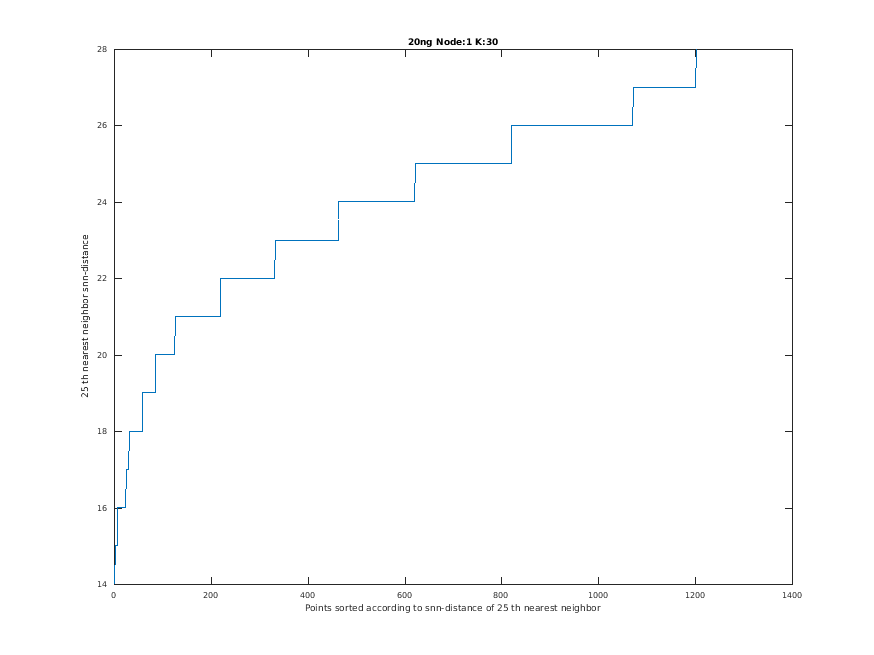 20ng Node:1 K:30
28
26
24
22
20
18
16
14
25 th nearest neighbor snn-distance
0 200 400 600 800 1000 1200 1400
Points sorted according to snn-distance of 25 th nearest neighbor